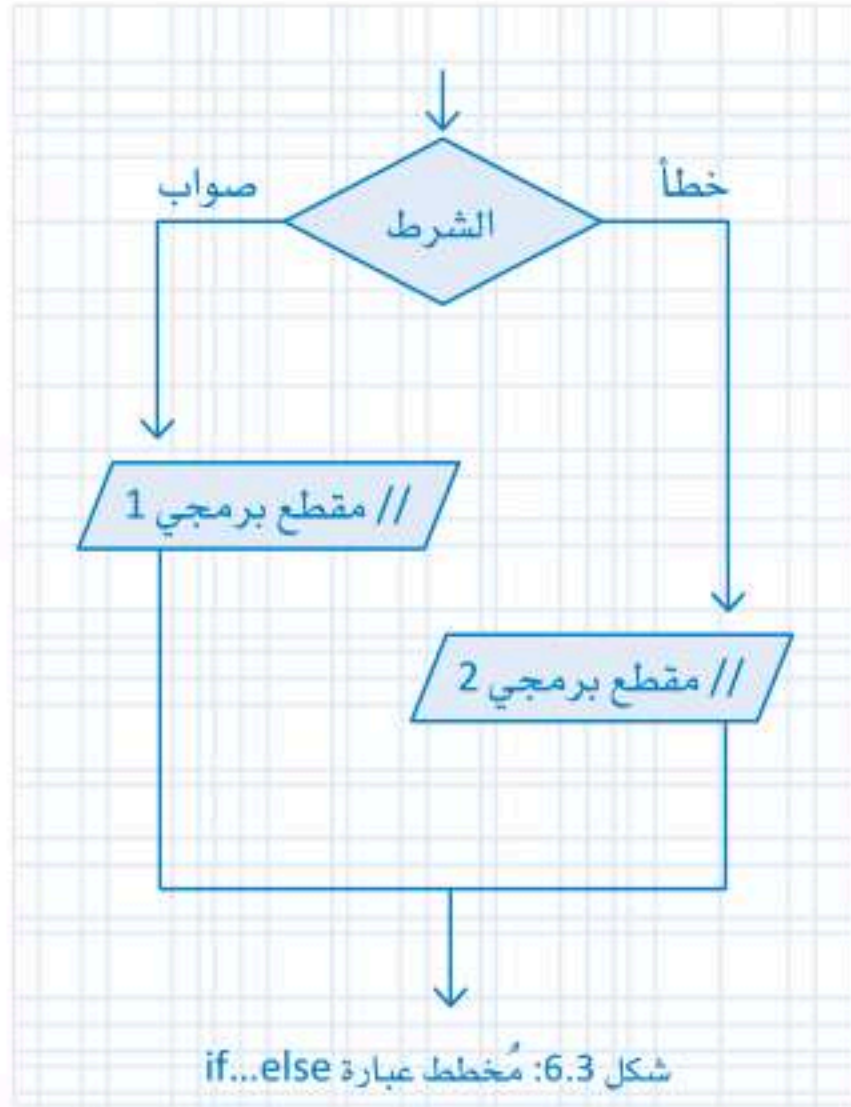 خطأ
صواب
الشرط
// مقطع برمجي 1
// مقطع برمجي 2
شكل 6.3: مُخطط عبارة if...else